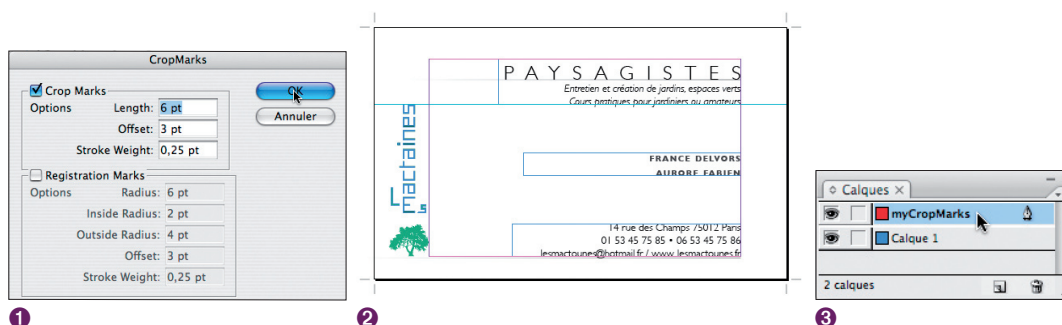 CropMarks
Crop Marks
Options Length: 6 pt
Offset: 3 pt
Stroke Weight: 0,25 pt
OK
Annuler
Registration Marks
Options Radius: 6 pt
Inside Radius: 2 pt
Outside Radius: 4 pt
Offset: 3 pt
Stroke Weight: 0,25 pt
1
PAYSAGISTES
Entretien et création de jardins, espaces verts
Cours pratiques pour jardiniers ou amateurs
Les mactaines
FRANCE DELVORS
AURORE FABIEN
14 rue des Champs 75012 Paris
01 53 45 75 85 • 06 53 45 75 86
lesmactounes@hotmail.fr / www. lesmactounes.fr
2
Calques
myCropMarks
Calque 1
2 calques
3